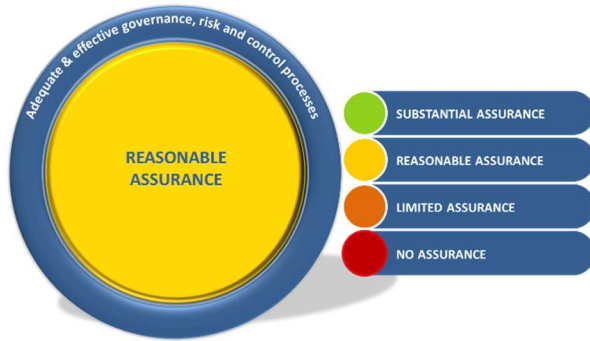 Adequate & effective governance, risk and control processes
REASONABLE
ASSURANCE
SUBSTANTIAL ASSURANCE
REASONABLE ASSURANCE
LIMITED ASSURANCE
NO ASSURANCE